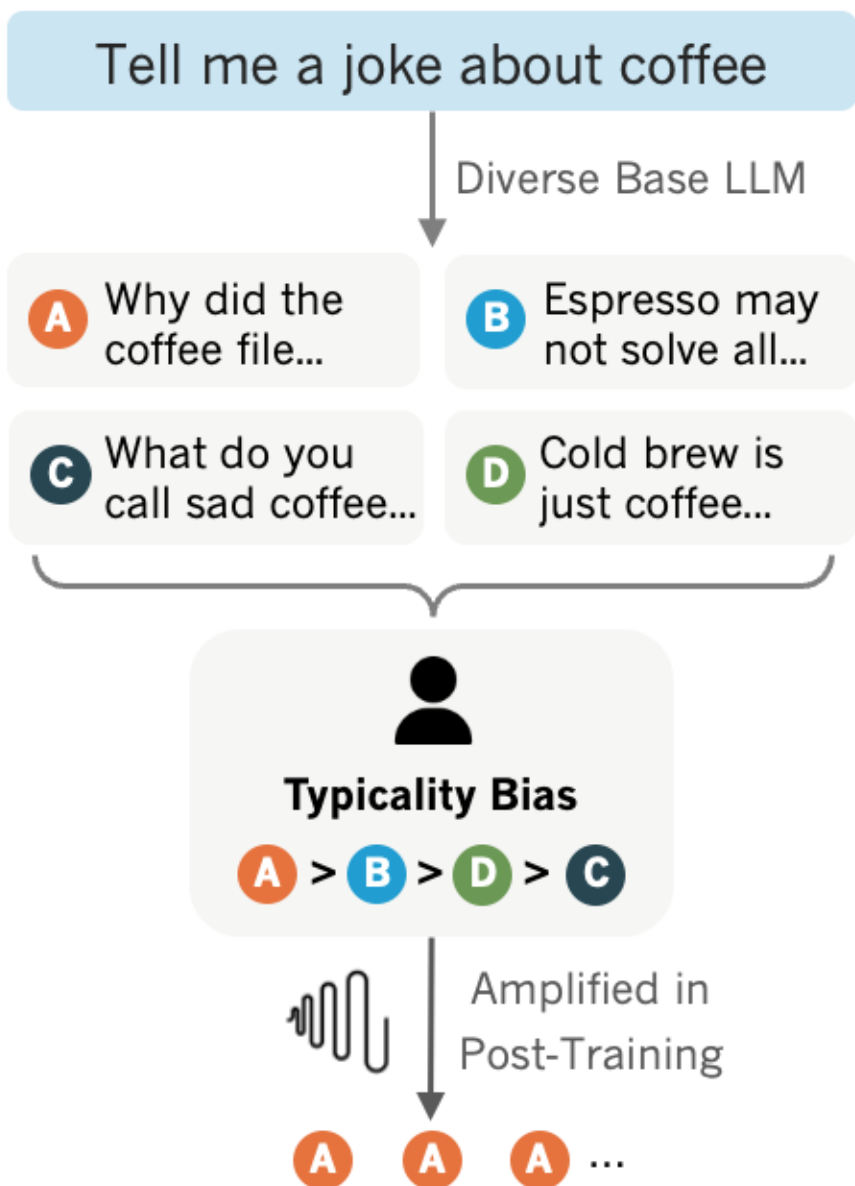 Tell me a joke about coffee
Diverse Base LLM
A Why did the
coffee file...
B Espresso may
not solve all...
C What do you
call sad coffee...
D Cold brew is
just coffee...
Typicality Bias
A > B > D > C
Amplified in
Post-Training
A A A ...